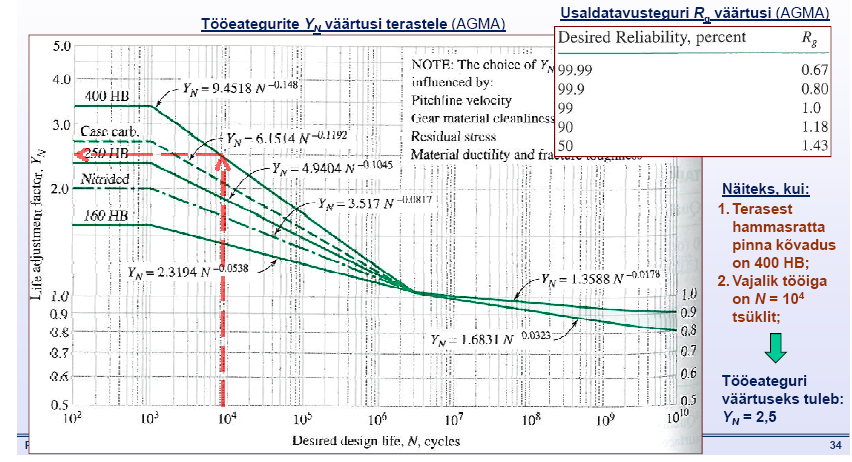 Tööeategurite YN väärtusi terastele (AGMA)
Usaldatavusteguri Rg väärtusi (AGMA)
Desired Reliability, percent Rg
99.99 0.67
99.9 0.80
99 1.0
90 1.18
50 1.43
NOTE: The choice of YN
influenced by:
Pitchline velocity
Gear material cleanliness
Residual stress
Material ductility and fracture toughness
Life adjustment factor, YN
5.0
4.0
3.0
2.0
1.0
0.9
0.8
0.7
0.6
0.5
400 HB
Case carb.
250 HB
Nitrided
160 HB
YN = 9.4518 N−0.148
YN = 6.1514 N−0.1192
YN = 4.9404 N−0.1045
YN = 3.517 N−0.0817
YN = 2.3194 N−0.0538
YN = 1.3588 N−0.0178
YN = 1.6831 N−0.0323
1.0
0.9
0.8
0.7
0.6
0.5
10² 10³ 10⁴ 10⁵ 10⁶ 10⁷ 10⁸ 10⁹ 10¹⁰
Desired design life, N, cycles
Näiteks, kui:
1. Terasest
hammasratta
pinna kõvadus
on 400 HB;
2. Vajalik tööiga
on N = 10⁴
tsüklit;
Tööeateguri
väärtuseks tuleb:
YN = 2,5
34